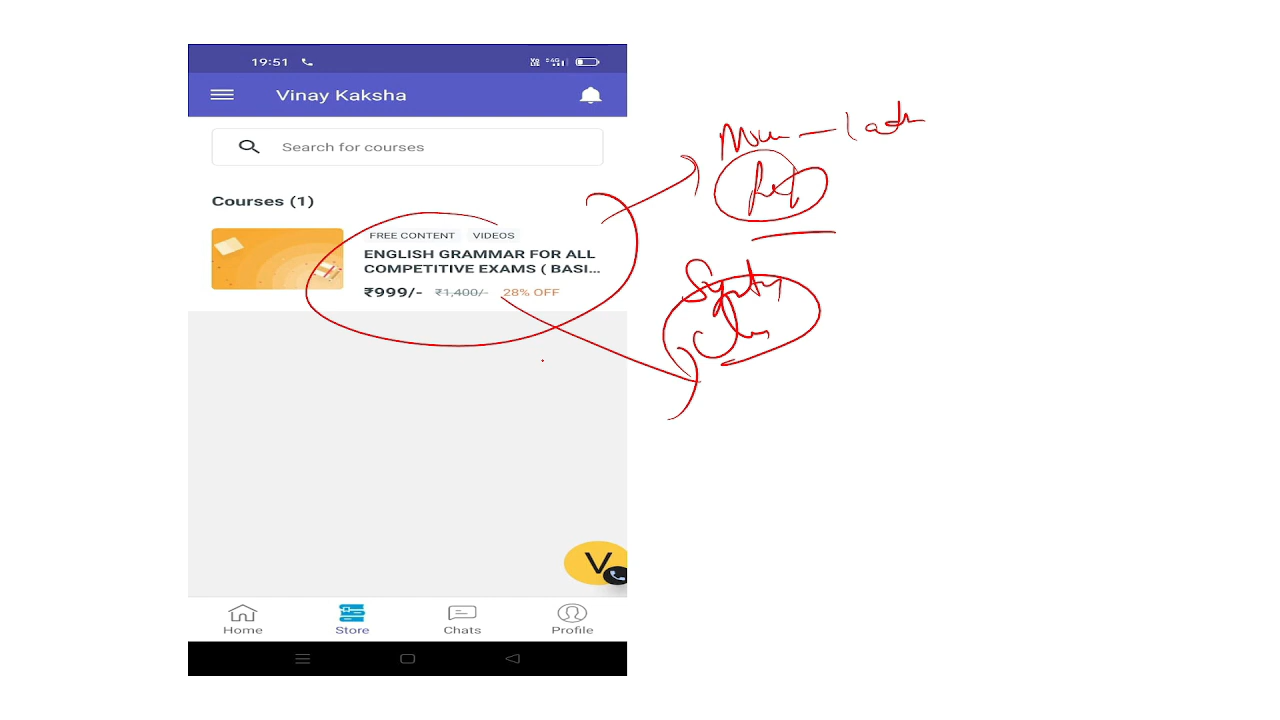 19:51
Vinay Kaksha
Search for courses
Courses (1)
FREE CONTENT VIDEOS
ENGLISH GRAMMAR FOR ALL
COMPETITIVE EXAMS ( BASI...
₹999/- ₹1,400/- 28% OFF
V
Home Store Chats Profile